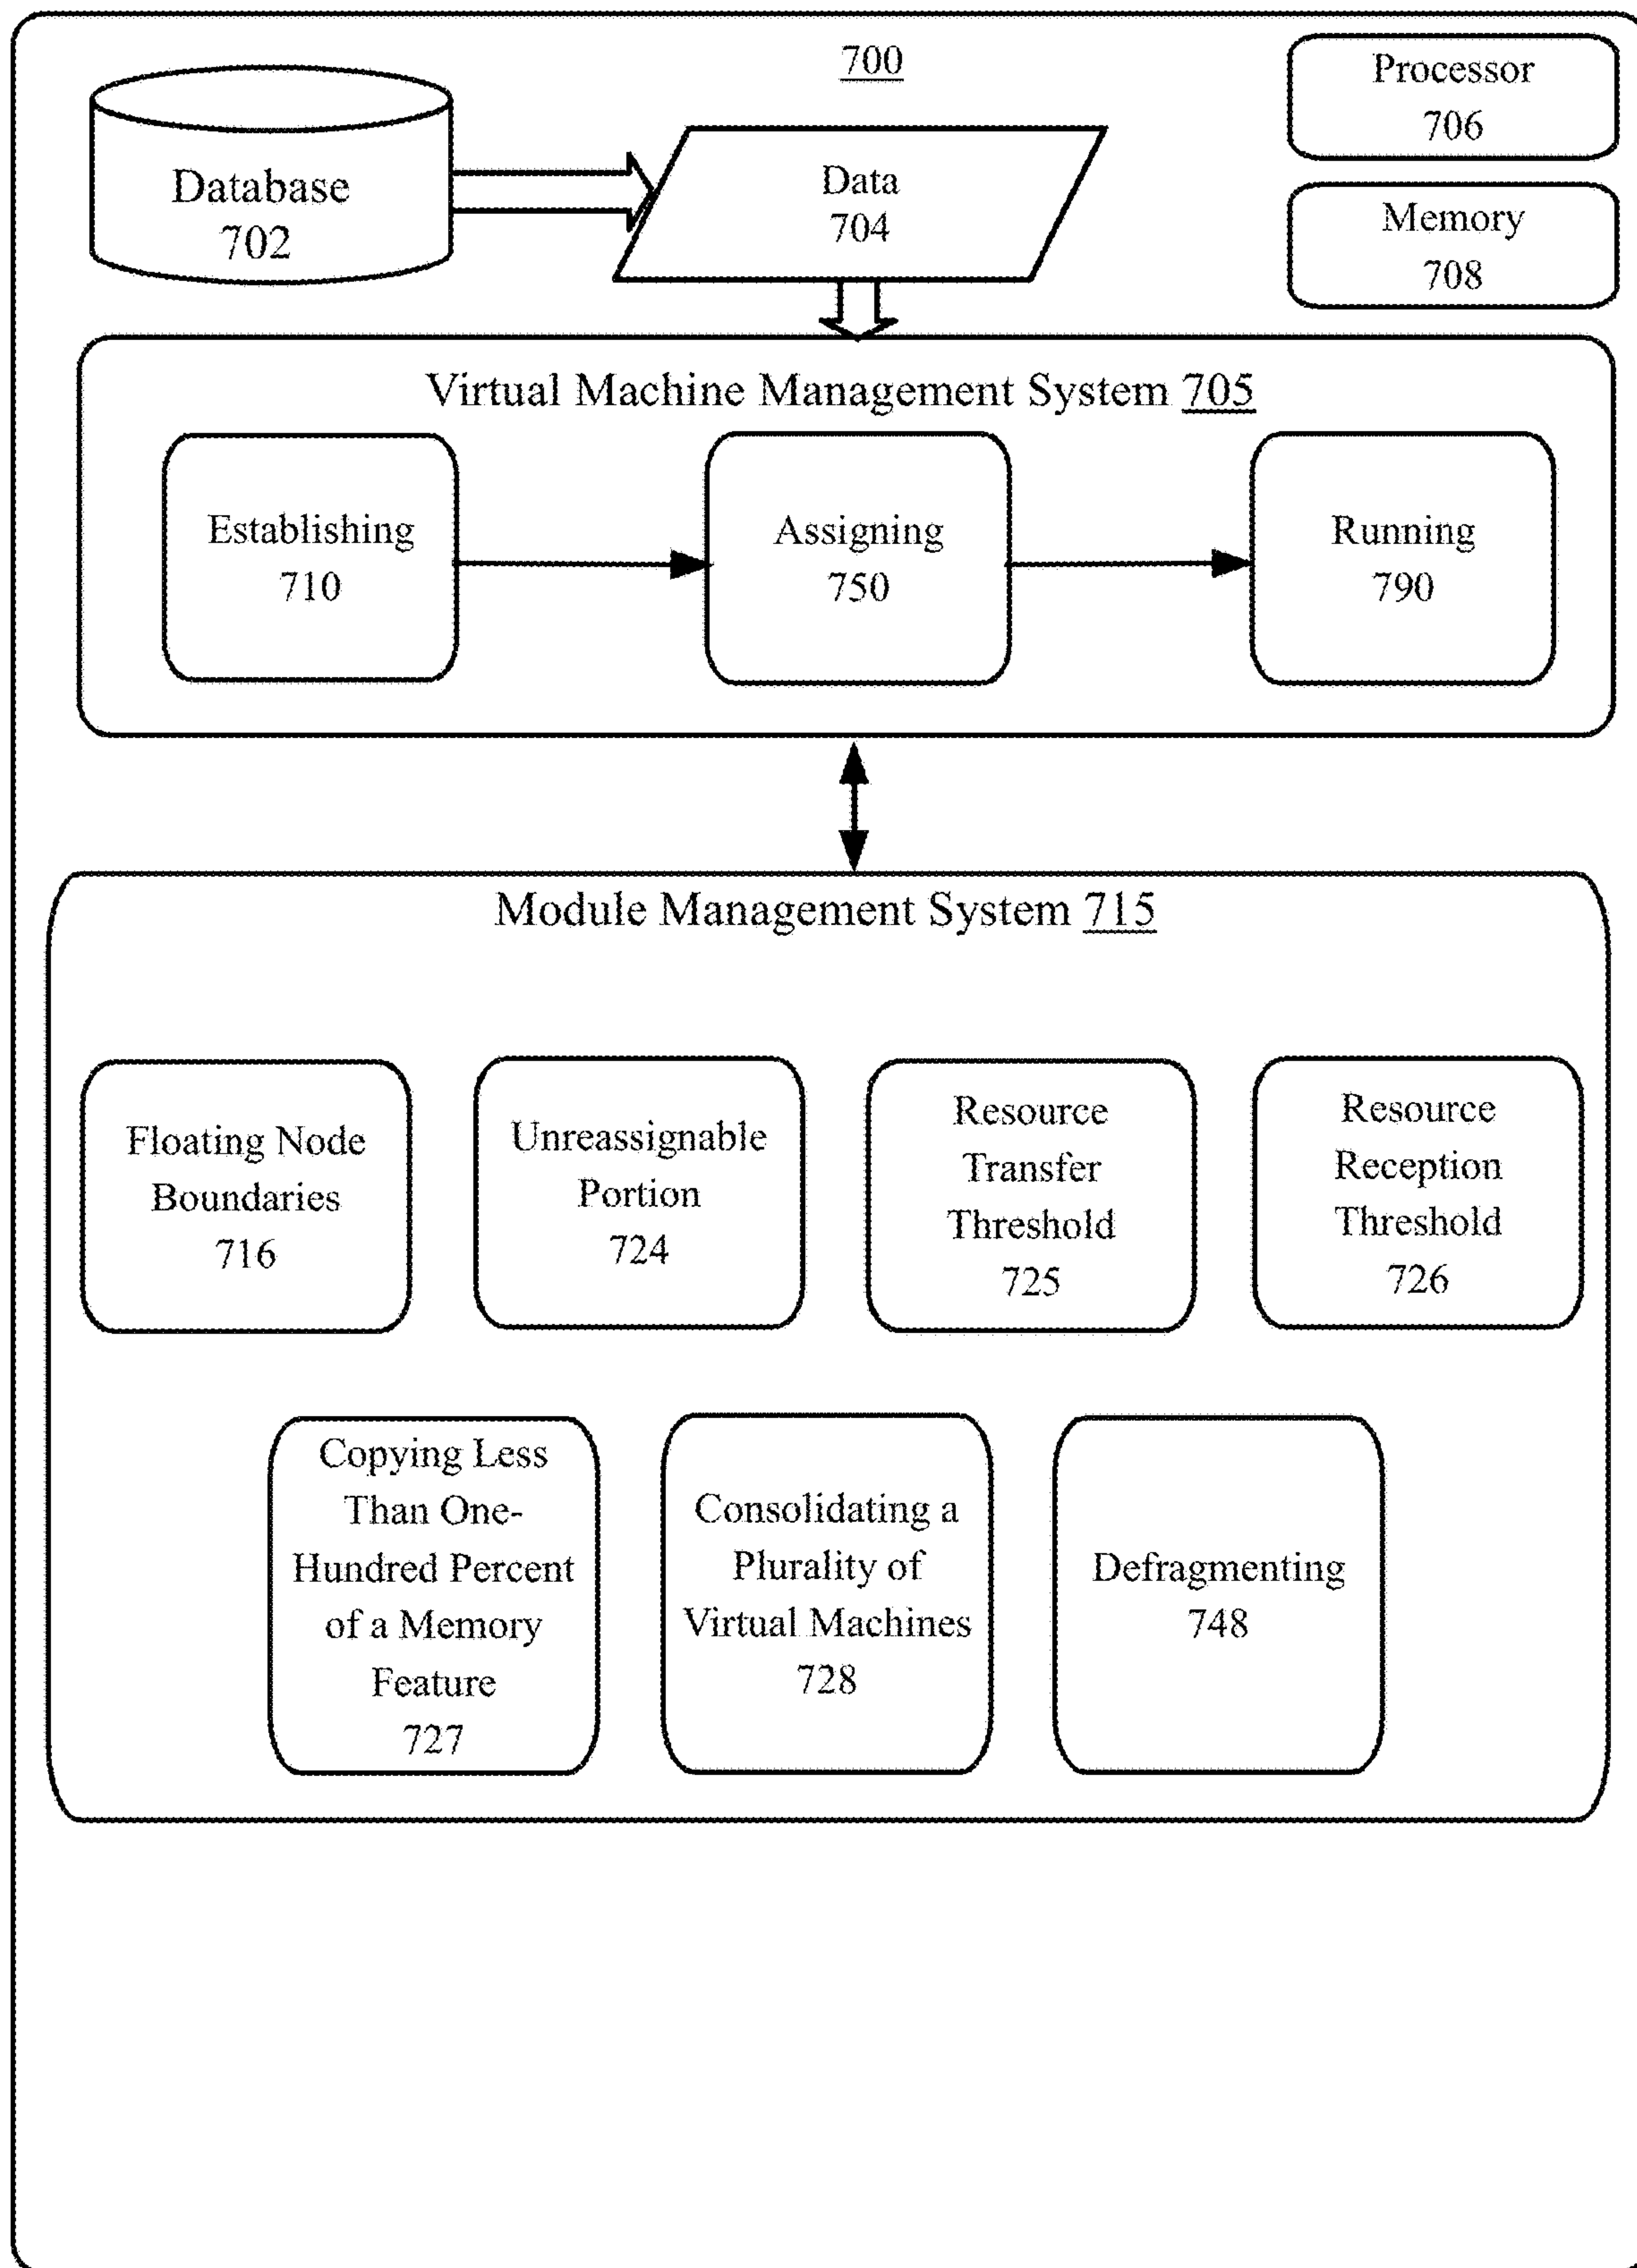 700
Processor
706
Database
702
Data
704
Memory
708
Virtual Machine Management System 705
Establishing
710
Assigning
750
Running
790
Module Management System 715
Floating Node
Boundaries
716
Unreassignable
Portion
724
Resource
Transfer
Threshold
725
Resource
Reception
Threshold
726
Copying Less
Than One-
Hundred Percent
of a Memory
Feature
727
Consolidating a
Plurality of
Virtual Machines
728
Defragmenting
748